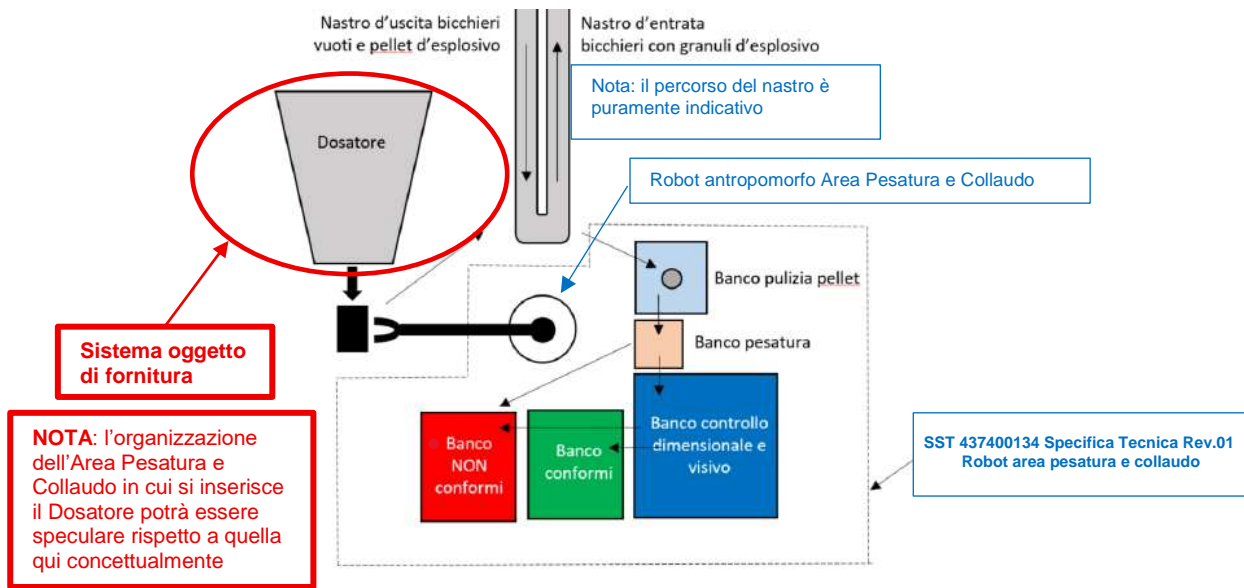 Nastro d'uscita bicchieri
vuoti e pellet d'esplosivo
Nastro d'entrata
bicchieri con granuli d'esplosivo
Nota: il percorso del nastro è
puramente indicativo
Dosatore
Robot antropomorfo Area Pesatura e Collaudo
Banco pulizia pellet
Banco pesatura
Sistema oggetto
di fornitura
NOTA: l'organizzazione
dell'Area Pesatura e
Collaudo in cui si inserisce
il Dosatore potrà essere
speculare rispetto a quella
qui concettualmente
Banco
NON
conformi
Banco
conformi
Banco controllo
dimensionale e
visivo
SST 437400134 Specifica Tecnica Rev.01
Robot area pesatura e collaudo